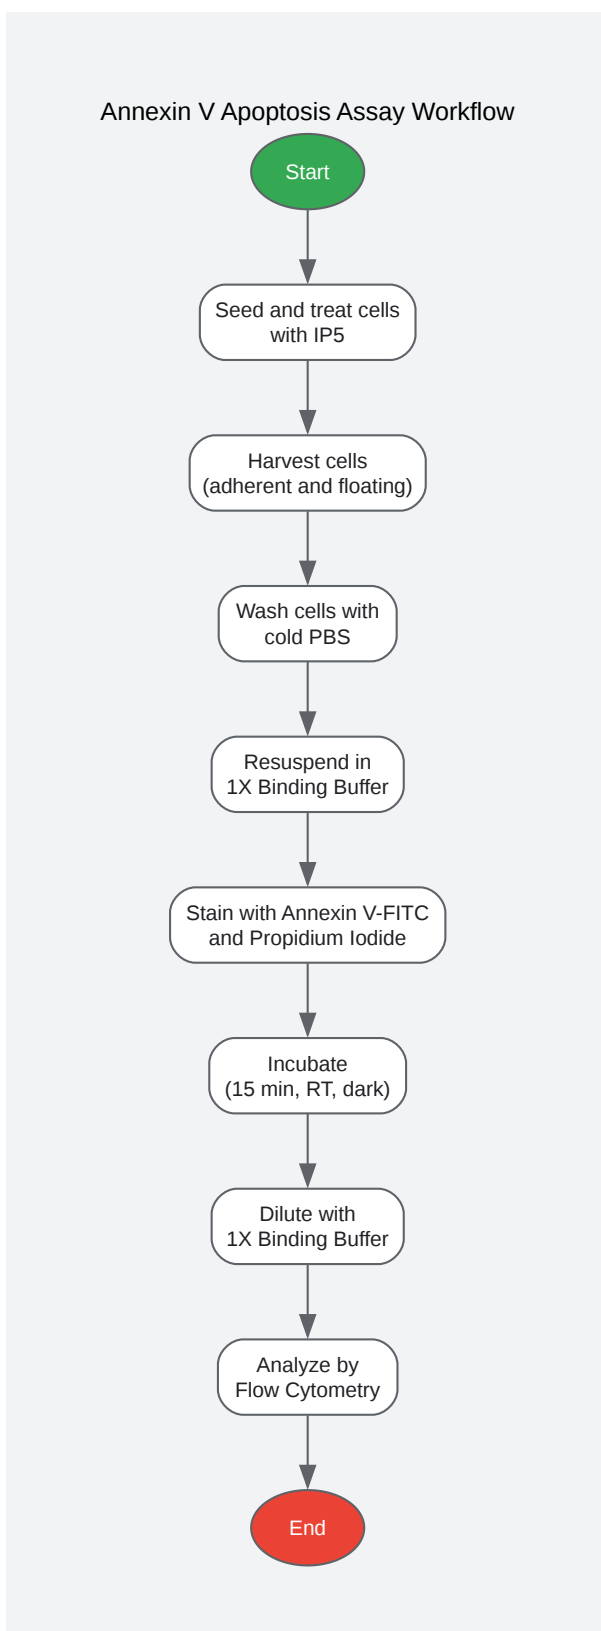 Annexin V Apoptosis Assay Workflow
Start
Seed and treat cells
with IP5
Harvest cells
(adherent and floating)
Wash cells with
cold PBS
Resuspend in
1X Binding Buffer
Stain with Annexin V-FITC
and Propidium Iodide
Incubate
(15 min, RT, dark)
Dilute with
1X Binding Buffer
Analyze by
Flow Cytometry
End